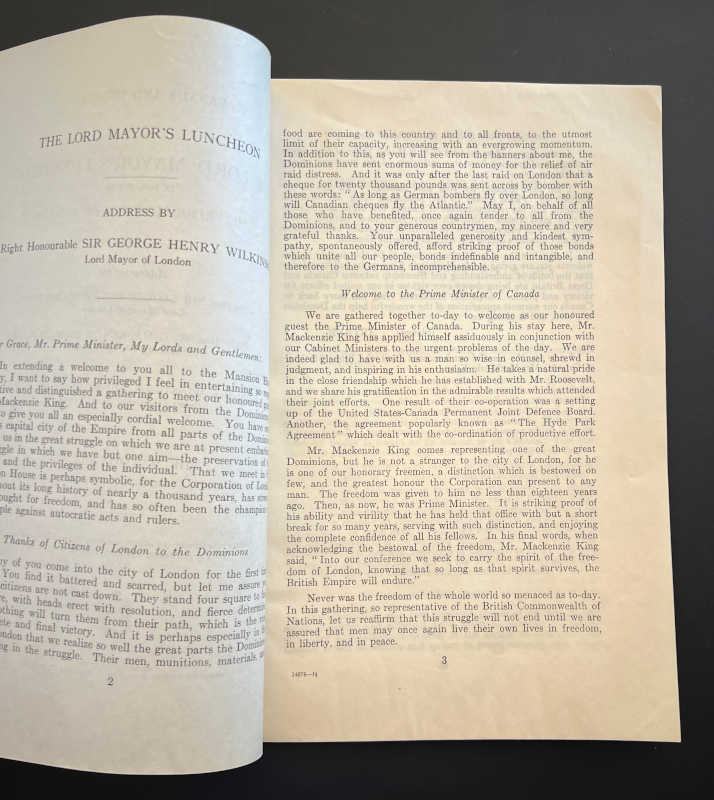 THE LORD MAYOR'S LUNCHEON
ADDRESS BY
Right Honourable SIR GEORGE HENRY
Lord Mayor of London
Grace, Mr. Prime Minister, My Lords and Gentlemen:
In extending a welcome to you all to the Mansion
I want to say how privileged I feel in entertaining so
and distinguished a gathering to meet our honoured
Mackenzie King. And to our visitors from the
give you all an especially cordial welcome. You have
capital city of the Empire from all parts of the
us in the great struggle on which we are at present
in which we have but one aim—the preservation of
and the privileges of the individual. That we meet in
House is perhaps symbolic, for the Corporation of
its long history of nearly a thousand years, has
for freedom, and has so often been the
against autocratic acts and rulers.
Thanks of Citizens of London to the Dominions
of you come into the city of London for the first
You find it battered and scarred, but let me assure
citizens are not cast down. They stand four square to
with heads erect with resolution, and fierce
will turn them from their path, which is the
and final victory. And it is perhaps especially in
that we realize so well the great parts the
in the struggle. Their men, munitions, materials,
2
food are coming to this country and to all fronts, to the utmost
limit of their capacity, increasing with an evergrowing momentum.
In addition to this, as you will see from the banners about me, the
Dominions have sent enormous sums of money for the relief of air
raid distress. And it was only after the last raid on London that a
cheque for twenty thousand pounds was sent across by bomber with
these words: "As long as German bombers fly over London, so long
will Canadian cheques fly the Atlantic." May I, on behalf of all
those who have benefited, once again tender to all from the
Dominions, and to your generous countrymen, my sincere and very
grateful thanks. Your unparalleled generosity and kindest sym-
pathy, spontaneously offered, afford striking proof of those bonds
which unite all our people, bonds indefinable and intangible, and
therefore to the Germans, incomprehensible.
Welcome to the Prime Minister of Canada
We are gathered together to-day to welcome as our honoured
guest the Prime Minister of Canada. During his stay here, Mr.
Mackenzie King has applied himself assiduously in conjunction with
our Cabinet Ministers to the urgent problems of the day. We are
indeed glad to have with us a man so wise in counsel, shrewd in
judgment, and inspiring in his enthusiasm. He takes a natural pride
in the close friendship which he has established with Mr. Roosevelt,
and we share his gratification in the admirable results which attended
their joint efforts. One result of their co-operation was a setting
up of the United States-Canada Permanent Joint Defence Board.
Another, the agreement popularly known as "The Hyde Park
Agreement" which dealt with the co-ordination of productive effort.
Mr. Mackenzie King comes representing one of the great
Dominions, but he is not a stranger to the city of London, for he
is one of our honorary freemen, a distinction which is bestowed on
few, and the greatest honour the Corporation can present to any
man. The freedom was given to him no less than eighteen years
ago. Then, as now, he was Prime Minister. It is striking proof of
his ability and virility that he has held that office with but a short
break for so many years, serving with such distinction, and enjoying
the complete confidence of all his fellows. In his final words, when
acknowledging the bestowal of the freedom, Mr. Mackenzie King
said, "Into our conference we seek to carry the spirit of the free-
dom of London, knowing that so long as that spirit survives, the
British Empire will endure."
Never was the freedom of the whole world so menaced as to-day.
In this gathering, so representative of the British Commonwealth of
Nations, let us reaffirm that this struggle will not end until we are
assured that men may once again live their own lives in freedom,
in liberty, and in peace.
3